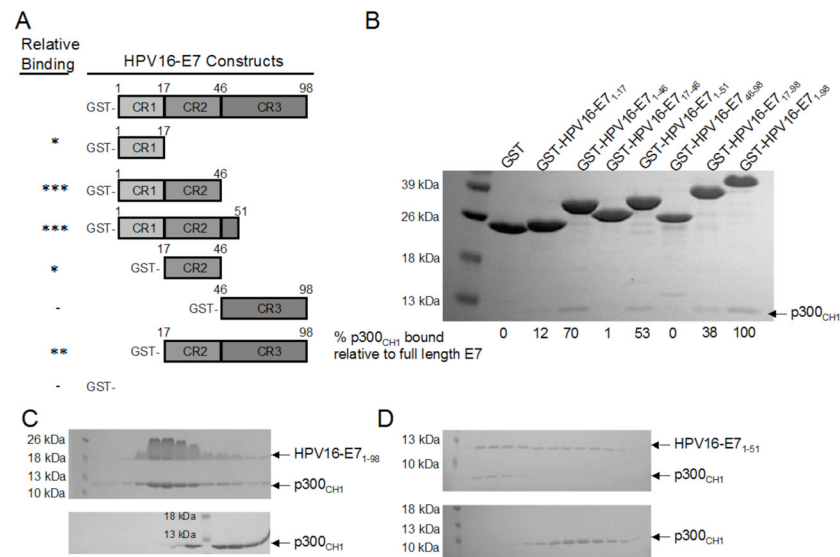 A
Relative
Binding
HPV16-E7 Constructs
1 17 46 98
GST- CR1 CR2 CR3
1 17
* GST- CR1
1 46
*** GST- CR1 CR2
1 51
*** GST- CR1 CR2
17 46
* GST- CR2
46 98
- GST- CR3
17 98
** GST- CR2 CR3
- GST-
B
GST
GST-HPV16-E71-17
GST-HPV16-E71-46
GST-HPV16-E717-46
GST-HPV16-E71-51
GST-HPV16-E746-98
GST-HPV16-E717-98
GST-HPV16-E71-98
39 kDa
26 kDa
18 kDa
13 kDa
p300CH1
% p300CH1 bound
relative to full length E7
0 12 70 1 53 0 38 100
C
26 kDa
18 kDa
13 kDa
10 kDa
HPV16-E71-98
p300CH1
18 kDa
13 kDa
p300CH1
D
13 kDa
10 kDa
HPV16-E71-51
p300CH1
18 kDa
13 kDa
10 kDa
p300CH1